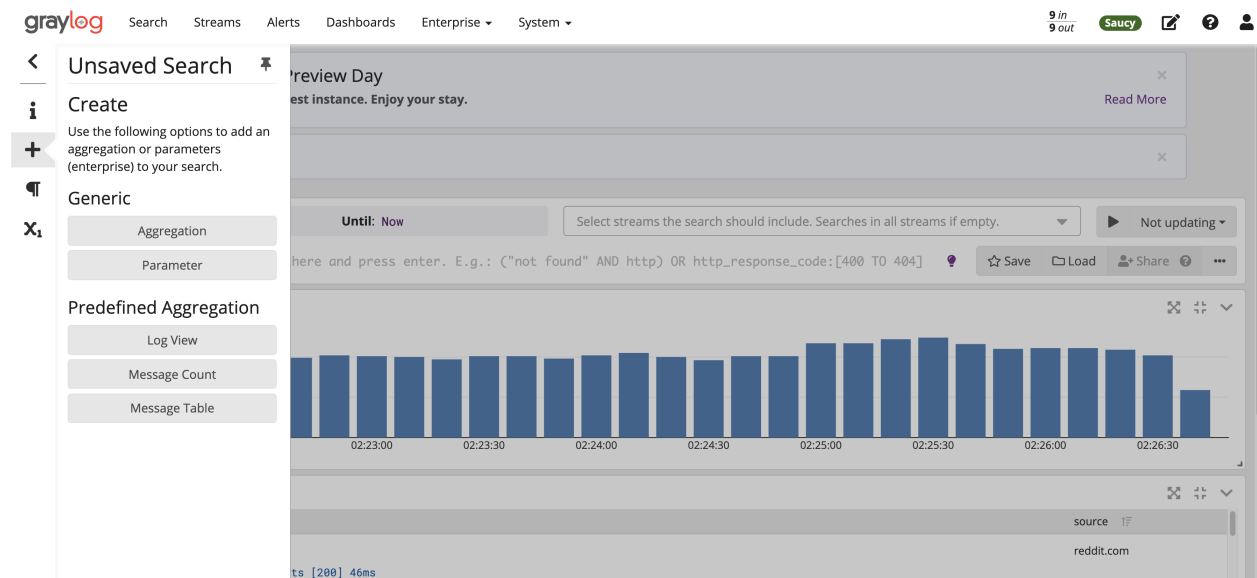 graylog Search Streams Alerts Dashboards Enterprise System 9 in Saucy
9 out
Unsaved Search
Preview Day
est instance. Enjoy your stay. Read More
Create
Use the following options to add an
aggregation or parameters
(enterprise) to your search.
Generic
Aggregation
Parameter
Predefined Aggregation
Log View
Message Count
Message Table
X1
Until: Now Select streams the search should include. Searches in all streams if empty. Not updating
here and press enter. E.g.: ("not found" AND http) OR http_response_code:[400 TO 404] Save Load Share
02:23:00 02:23:30 02:24:00 02:24:30 02:25:00 02:25:30 02:26:00 02:26:30
source
reddit.com
ts [200] 46ms